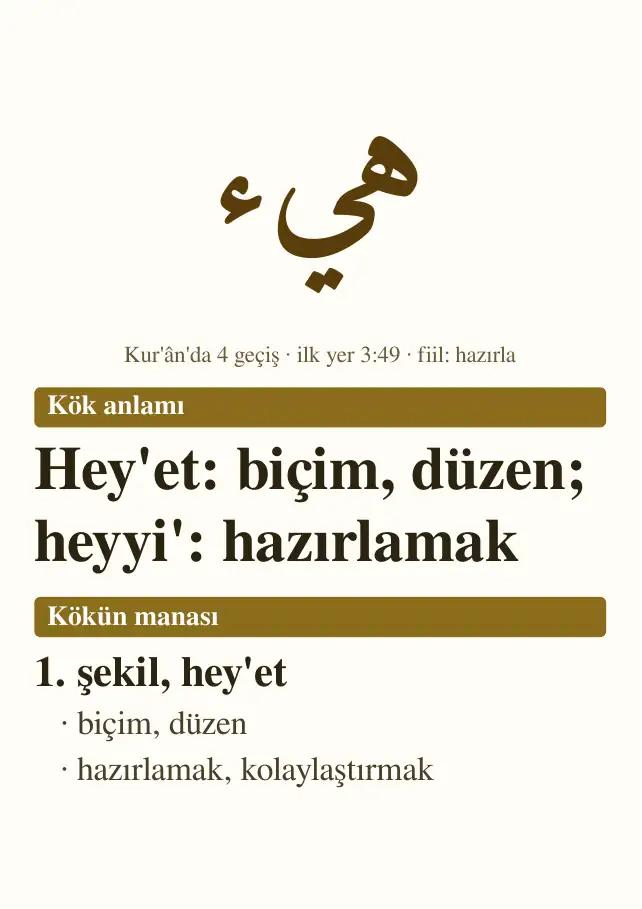 هيء
Kur'ân'da 4 geçiş · ilk yer 3:49 · fiil: hazırla
Kök anlamı
Hey'et: biçim, düzen;
heyyi': hazırlamak
Kökün manası
1. şekil, hey'et
· biçim, düzen
· hazırlamak, kolaylaştırmak